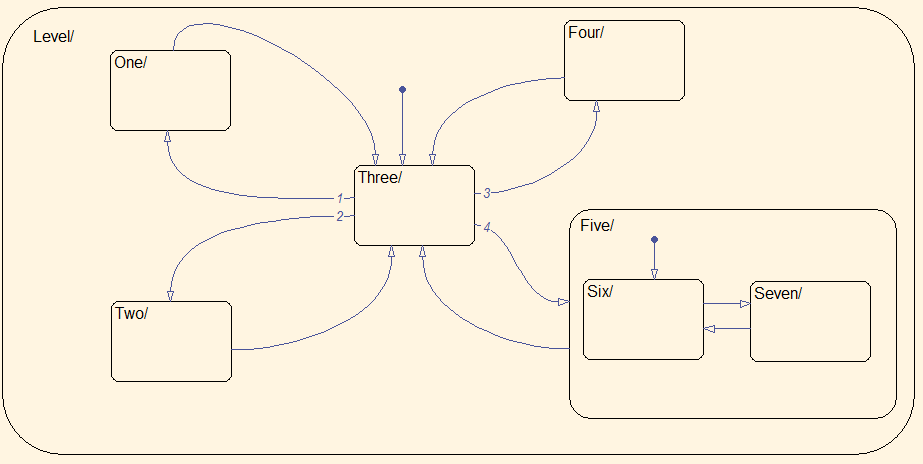 Level/
One/
Four/
Three/
1
2
3
4
Five/
Six/
Seven/
Two/